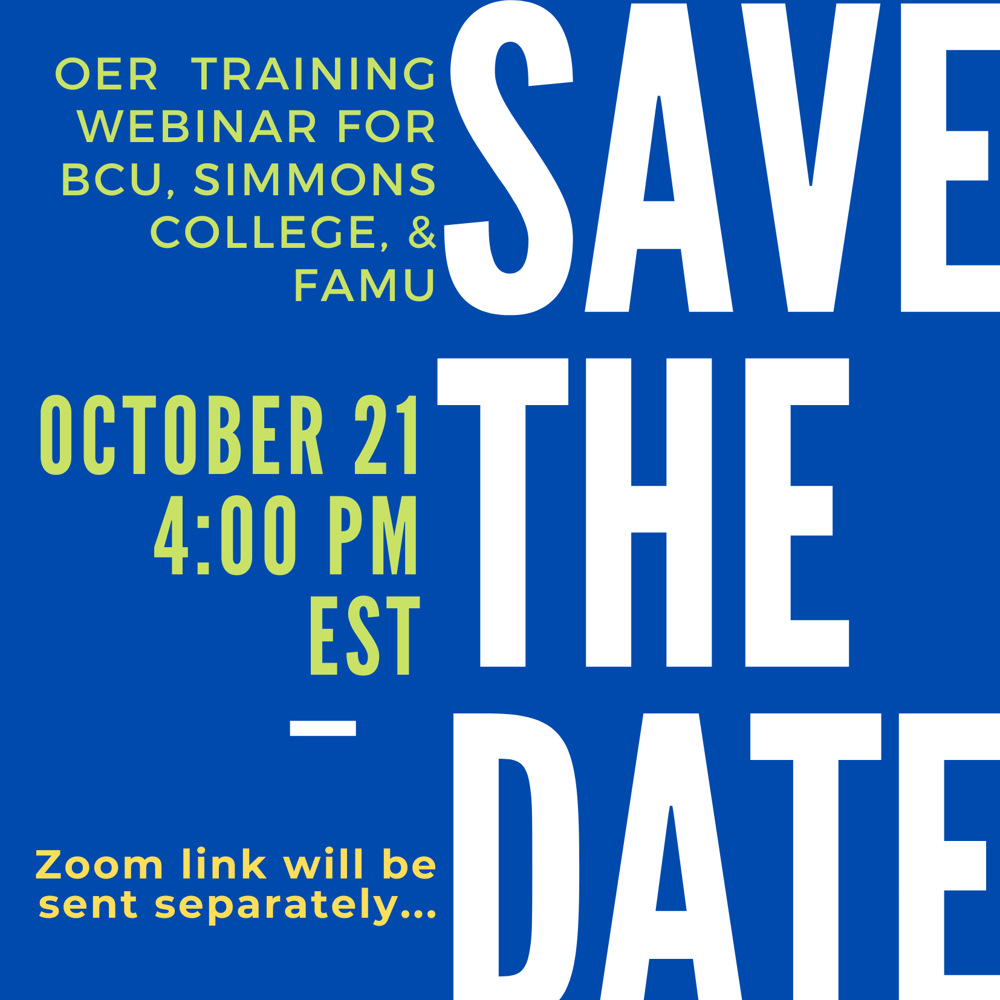 OER TRAINING
WEBINAR FOR
BCU, SIMMONS
COLLEGE, &
FAMU
OCTOBER 21
4:00 PM
EST
Zoom link will be
sent separately...
SAVE
THE
DATE